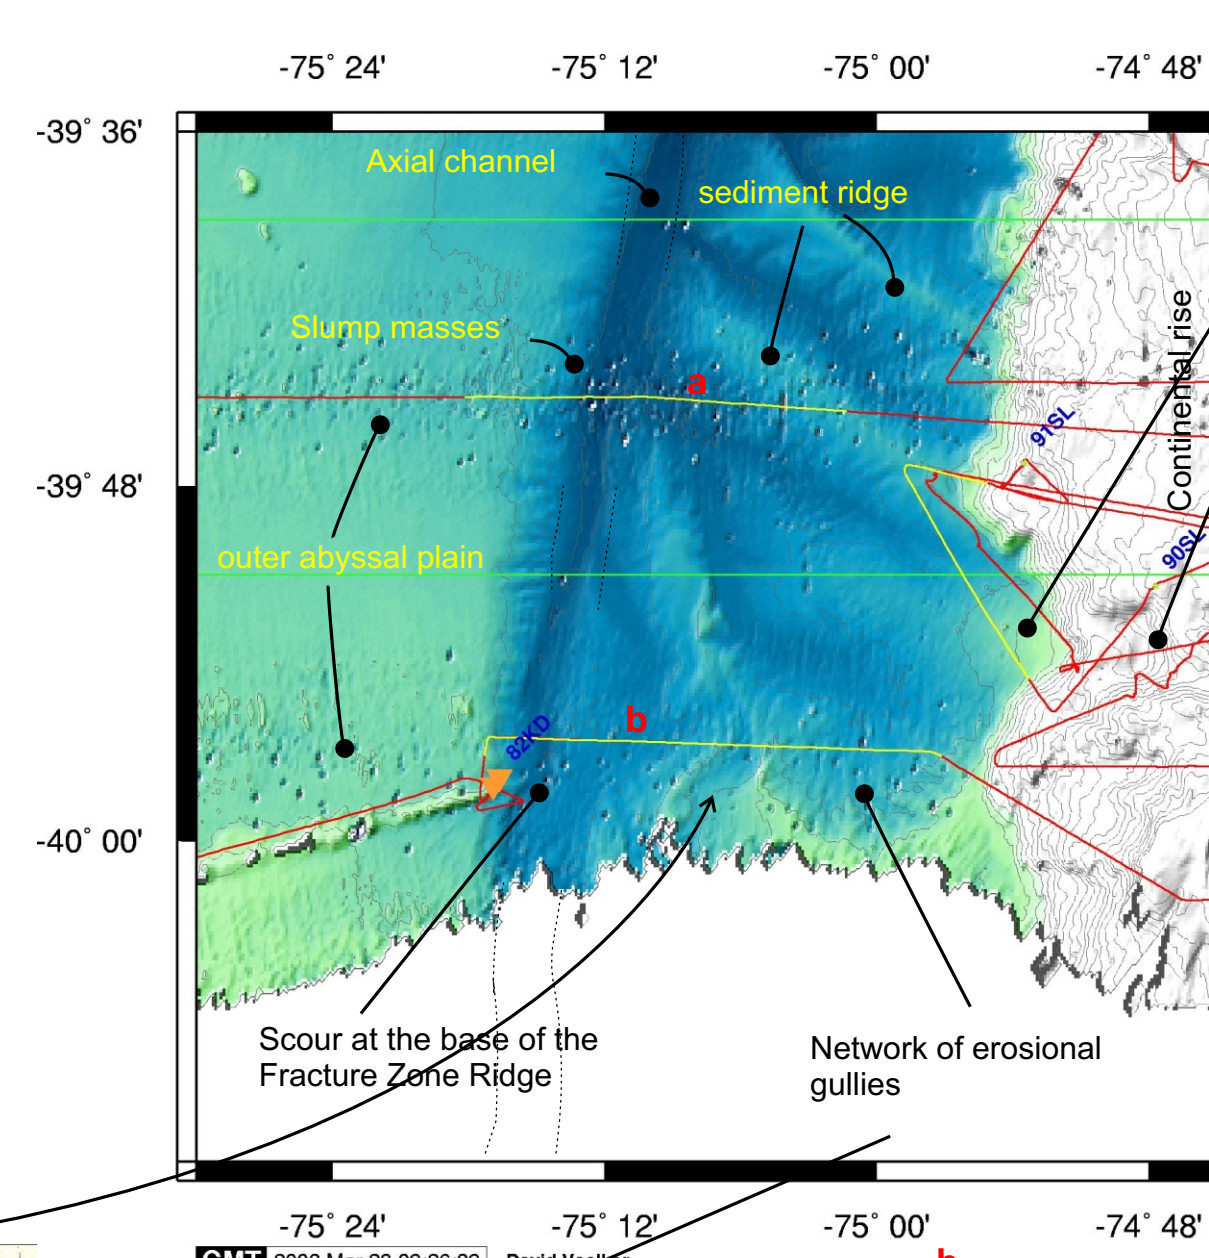 -75° 24' -75° 12' -75° 00' -74° 48'
-39° 36'
Axial channel
sediment ridge
Slump masses
a
91SL
Continental rise
-39° 48'
90SL
outer abyssal plain
b
82KD
-40° 00'
Scour at the base of the
Fracture Zone Ridge
Network of erosional
gullies
-75° 24' -75° 12' -75° 00' -74° 48'
GMT
b